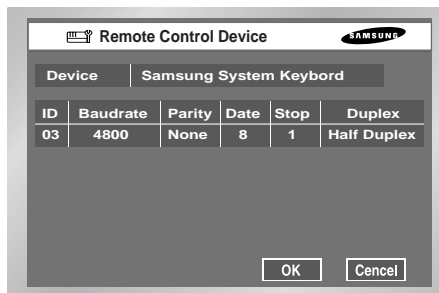 Remote Control Device SAMSUNG
Device Samsung System Keybord
ID Baudrate Parity Date Stop Duplex
03 4800 None 8 1 Half Duplex
OK Cencel